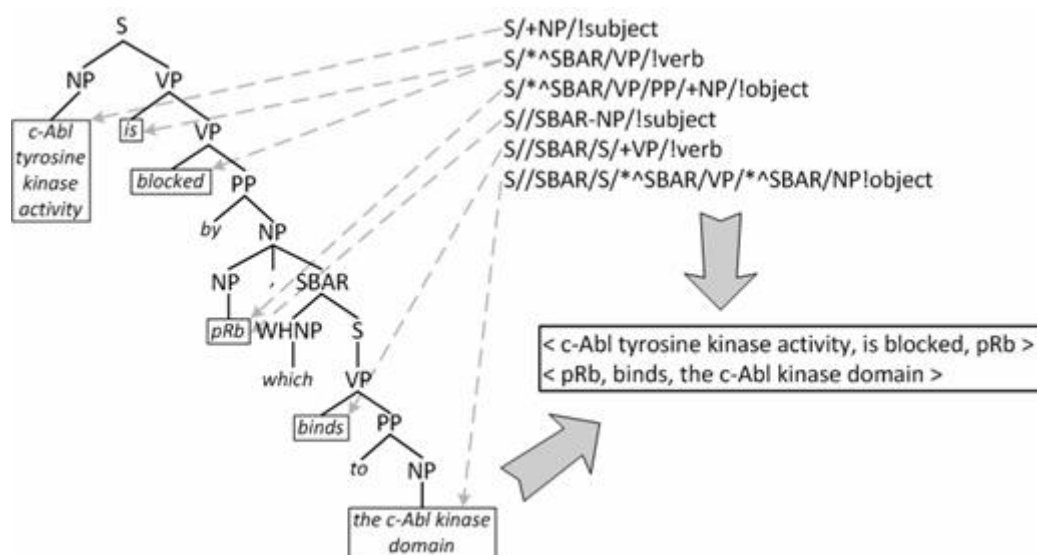 S
NP VP
c-Abl
tyrosine
kinase
activity
is
VP
blocked
PP
by
NP
NP , SBAR
pRb
WHNP S
which
VP
binds
PP
to
NP
the c-Abl kinase
domain
S/+NP/!subject
S/*^SBAR/VP/!verb
S/*^SBAR/VP/PP/+NP/!object
S//SBAR-NP/!subject
S//SBAR/S/+VP/!verb
S//SBAR/S/*^SBAR/VP/*^SBAR/NP!object
< c-Abl tyrosine kinase activity, is blocked, pRb >
< pRb, binds, the c-Abl kinase domain >